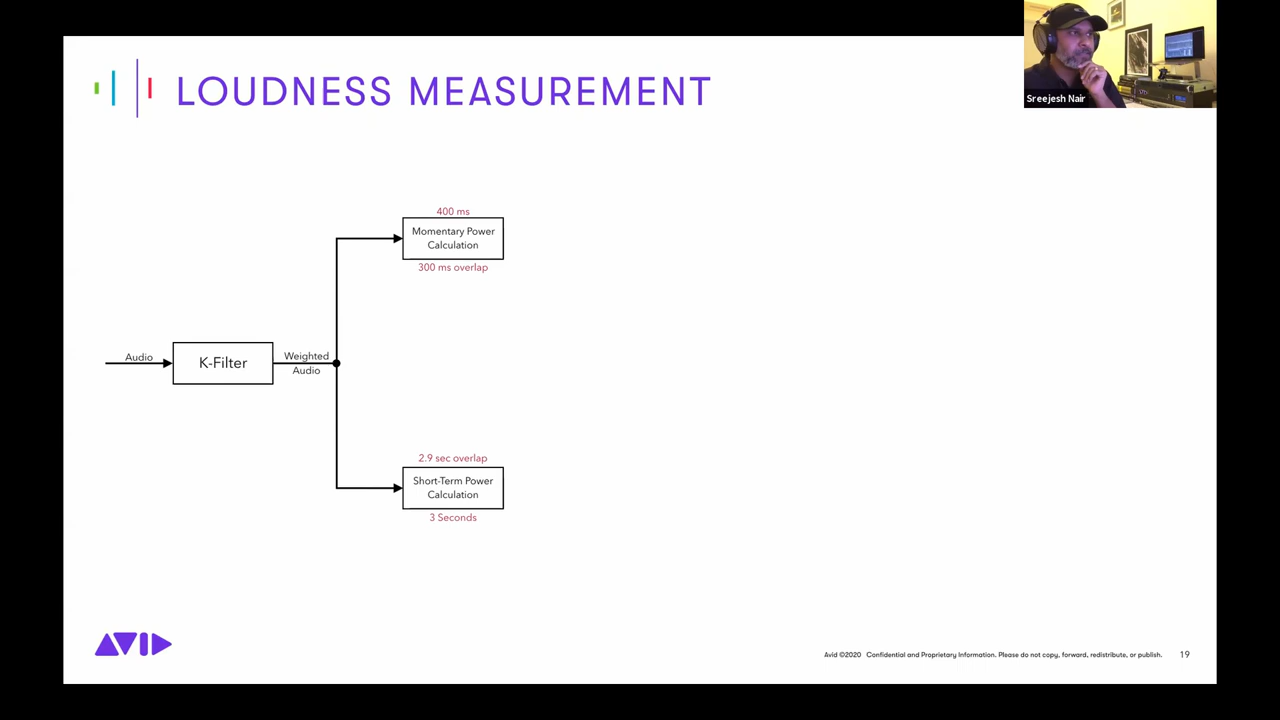 LOUDNESS MEASUREMENT
Sreejesh Nair
400 ms
Momentary Power
Calculation
300 ms overlap
Audio
K-Filter
Weighted
Audio
2.9 sec overlap
Short-Term Power
Calculation
3 Seconds
AVID
Avid ©2020 Confidential and Proprietary Information. Please do not copy, forward, redistribute, or publish.
19